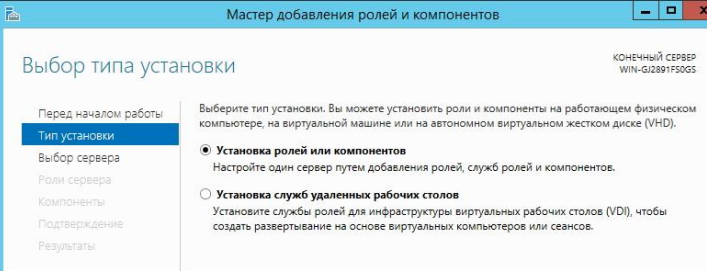 Мастер добавления ролей и компонентов
Выбор типа установки
КОНЕЧНЫЙ СЕРВЕР
WIN-GJ2891FS0GS
Перед началом работы
Тип установки
Выбор сервера
Роли сервера
Компоненты
Подтверждение
Результаты
Выберите тип установки. Вы можете установить роли и компоненты на работающем физическом
компьютере, на виртуальной машине или на автономном виртуальном жестком диске (VHD).
Установка ролей или компонентов
Настройте один сервер путем добавления ролей, служб ролей и компонентов.
Установка служб удаленных рабочих столов
Установите службы ролей для инфраструктуры виртуальных рабочих столов (VDI), чтобы
создать развертывание на основе виртуальных компьютеров или сеансов.